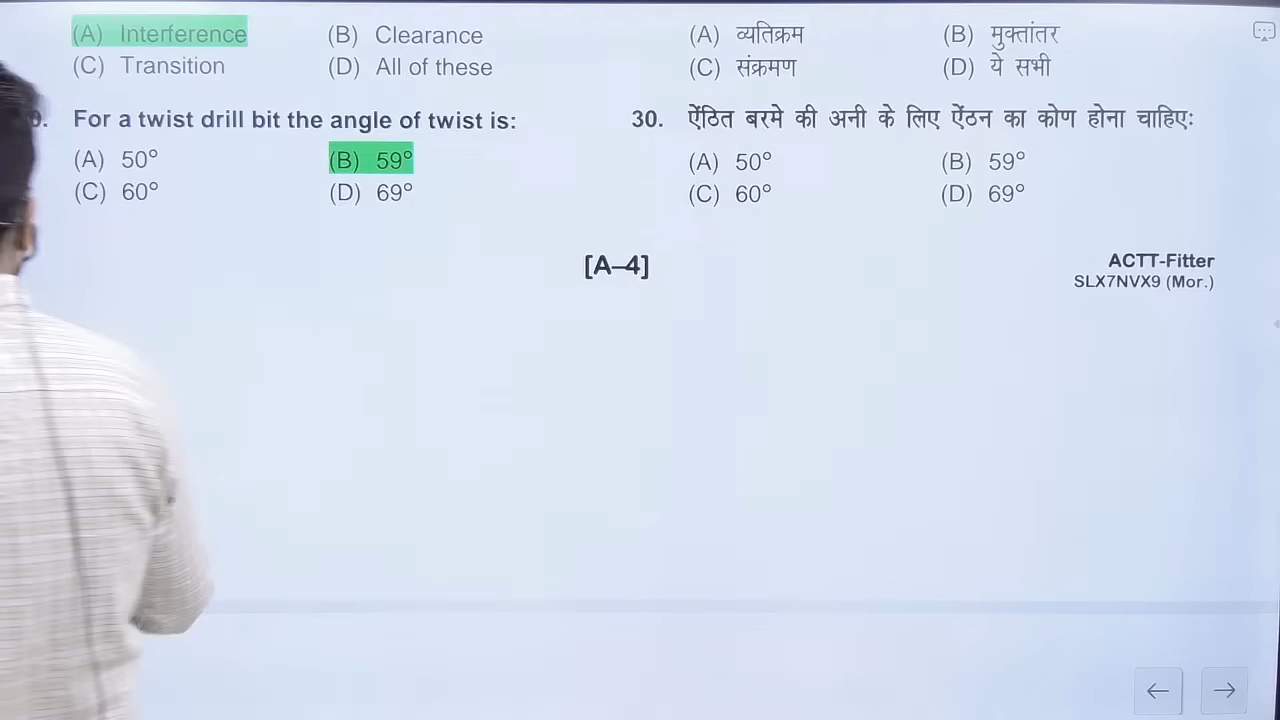 (A) Interference (B) Clearance
(C) Transition (D) All of these
For a twist drill bit the angle of twist is:
(A) 50° (B) 59°
(C) 60° (D) 69°
(A) व्यतिक्रम (B) मुक्तांतर
(C) संक्रमण (D) ये सभी
30. ऐंठित बरमे की अनी के लिए ऐंठन का कोण होना चाहिएः
(A) 50° (B) 59°
(C) 60° (D) 69°
[A–4]
ACTT-Fitter
SLX7NVX9 (Mor.)